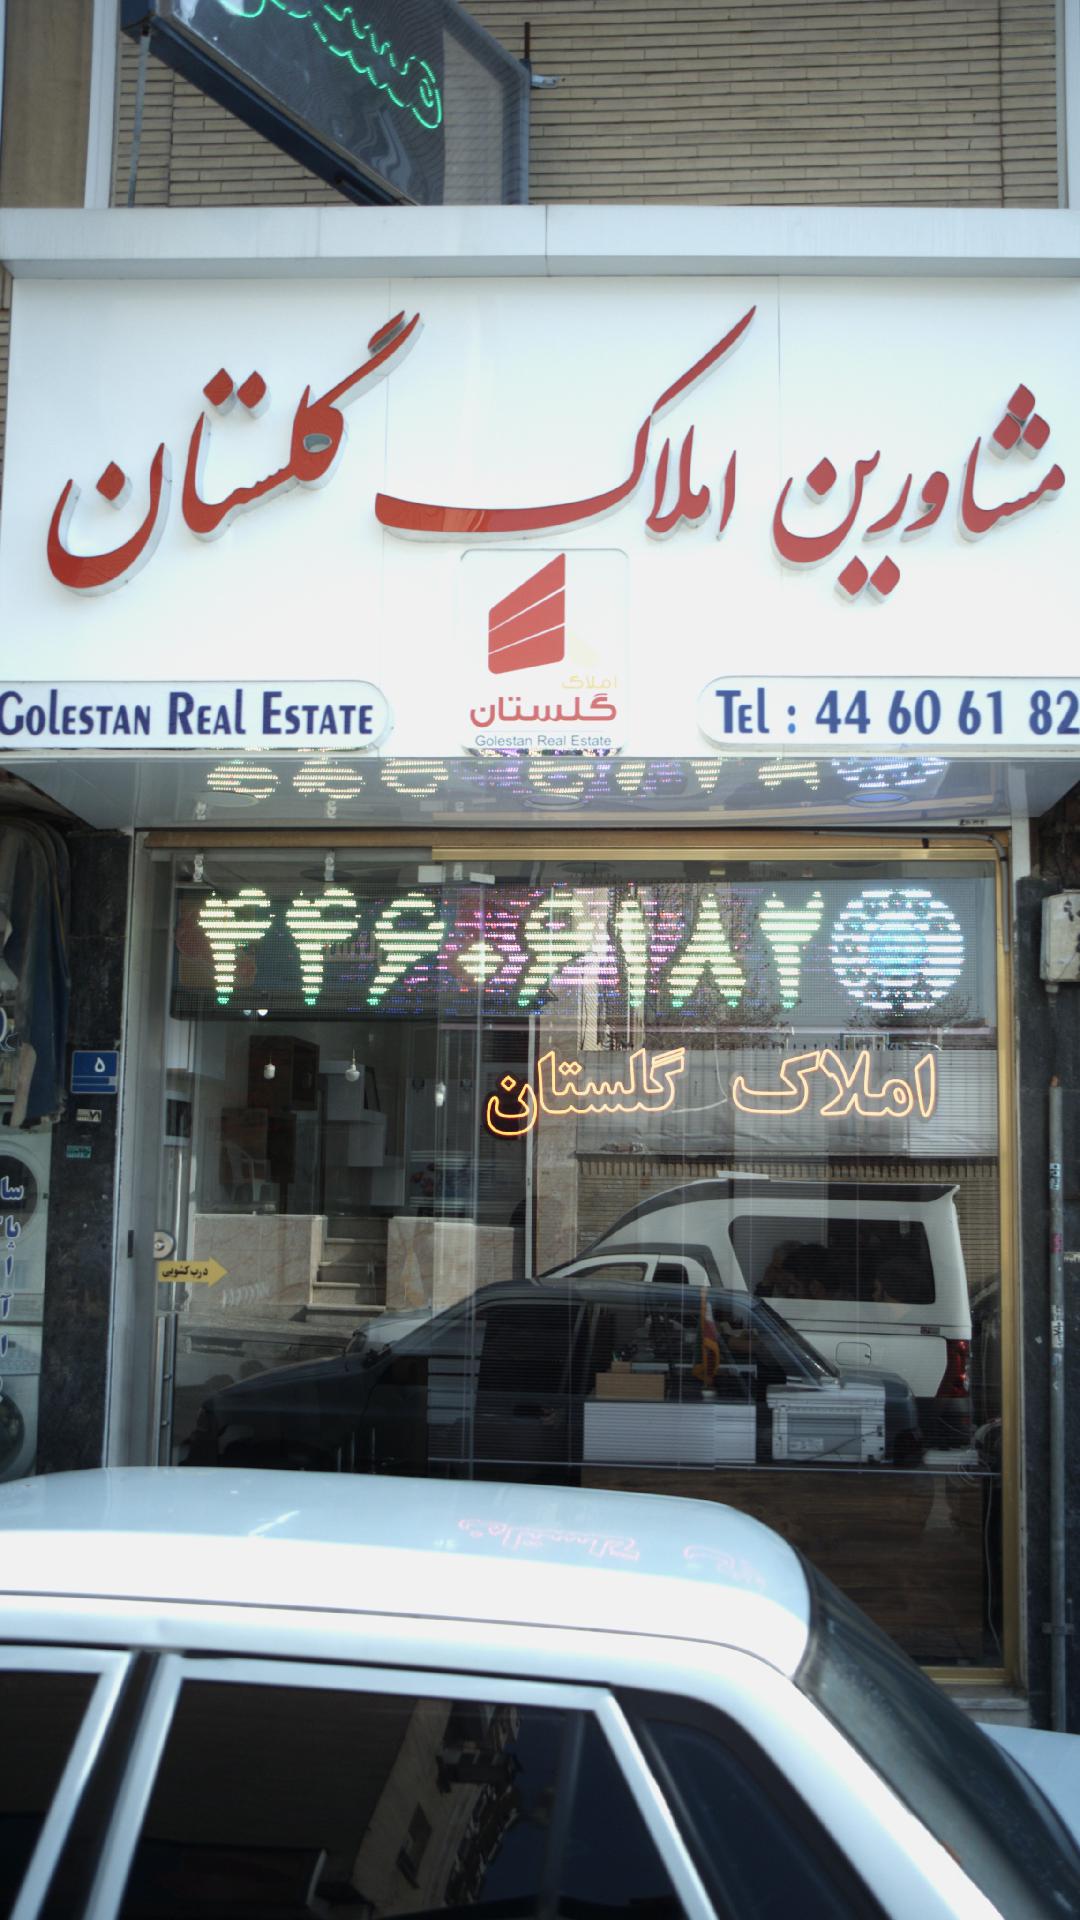 مشاورین املاک گلستان
املاک
گلستان
Golestan Real Estate
Golestan Real Estate
Tel : 44 60 61 82
۴۴۶۰۶۱۸۲
املاک گلستان
۵
درب کشویی